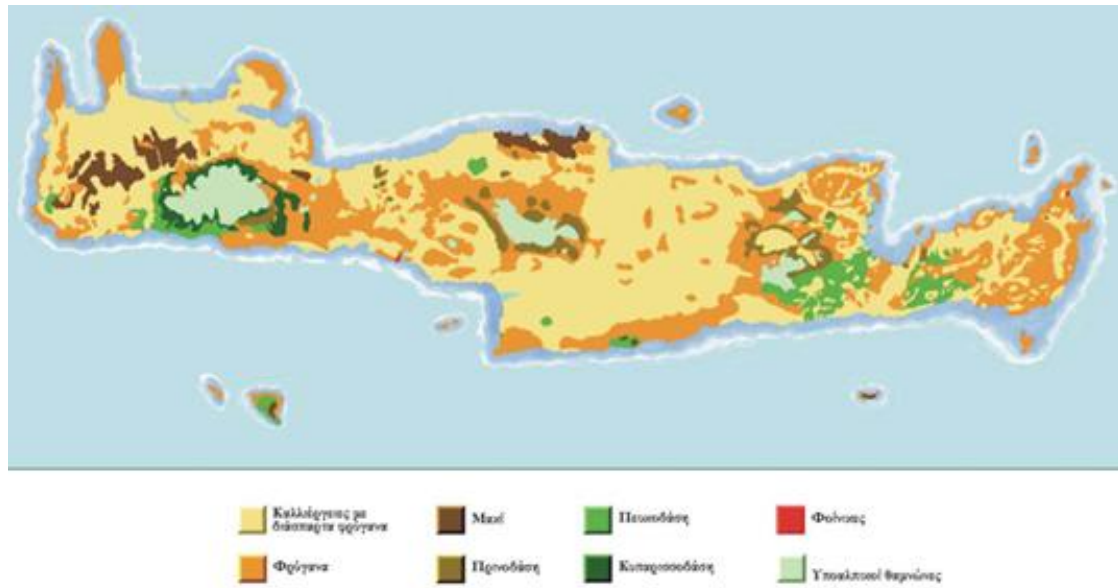 Καλλιέργειες με
διάσπαρτα φρύγανα
Μακί
Πευκοδάση
Φοίνικες
Φρύγανα
Πρινοδάση
Κυπαρισσοδάση
Υποαλπικοί θαμνώνες